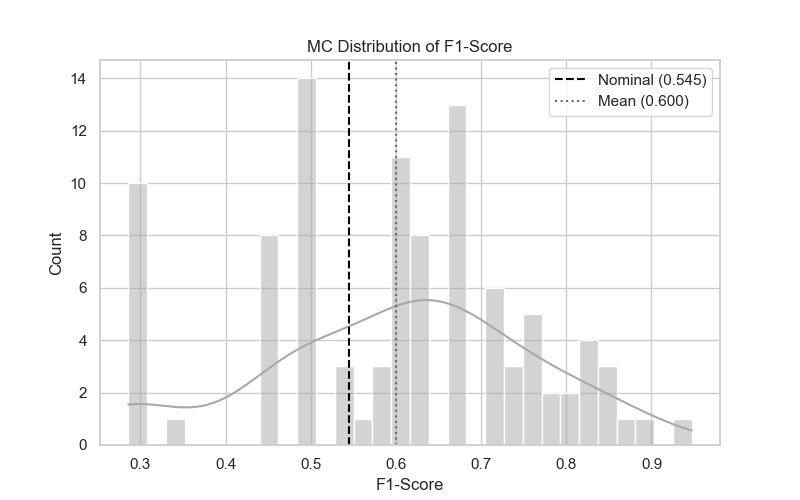 MC Distribution of F1-Score
Nominal (0.545)
Mean (0.600)
14
12
10
8
6
4
2
0
Count
0.3 0.4 0.5 0.6 0.7 0.8 0.9
F1-Score